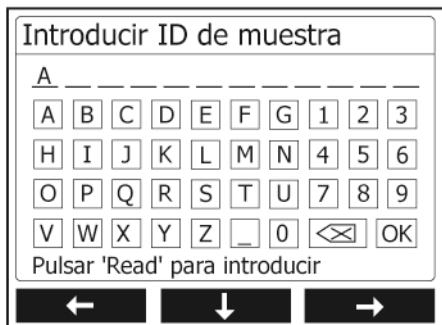 Introducir ID de muestra
A _ _ _ _ _ _ _ _ _
A B C D E F G 1 2 3
H I J K L M N 4 5 6
O P Q R S T U 7 8 9
V W X Y Z _ 0 ⌫ OK
Pulsar 'Read' para introducir
← ↓ →